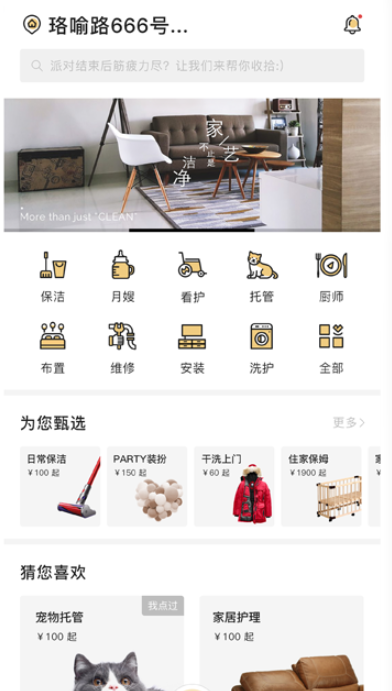 珞喻路666号...
派对结束后筋疲力尽？让我们来帮你收拾:)
家/艺
不只是
洁净
More than just "CLEAN"
保洁
月嫂
看护
托管
厨师
布置
维修
安装
洗护
全部
为您甄选
更多
日常保洁
￥100 起
PARTY装扮
￥150 起
干洗上门
￥60 起
住家保姆
￥1900 起
猜您喜欢
宠物托管
￥100 起
我点过
家居护理
￥100 起